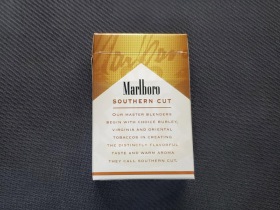 Marlboro
Marlboro
SOUTHERN CUT
OUR MASTER BLENDERS
BEGIN WITH CHOICE BURLEY,
VIRGINIA AND ORIENTAL
TOBACCOS IN CREATING
THE DISTINCTLY FLAVORFUL
TASTE AND WARM AROMA
THEY CALL SOUTHERN CUT.